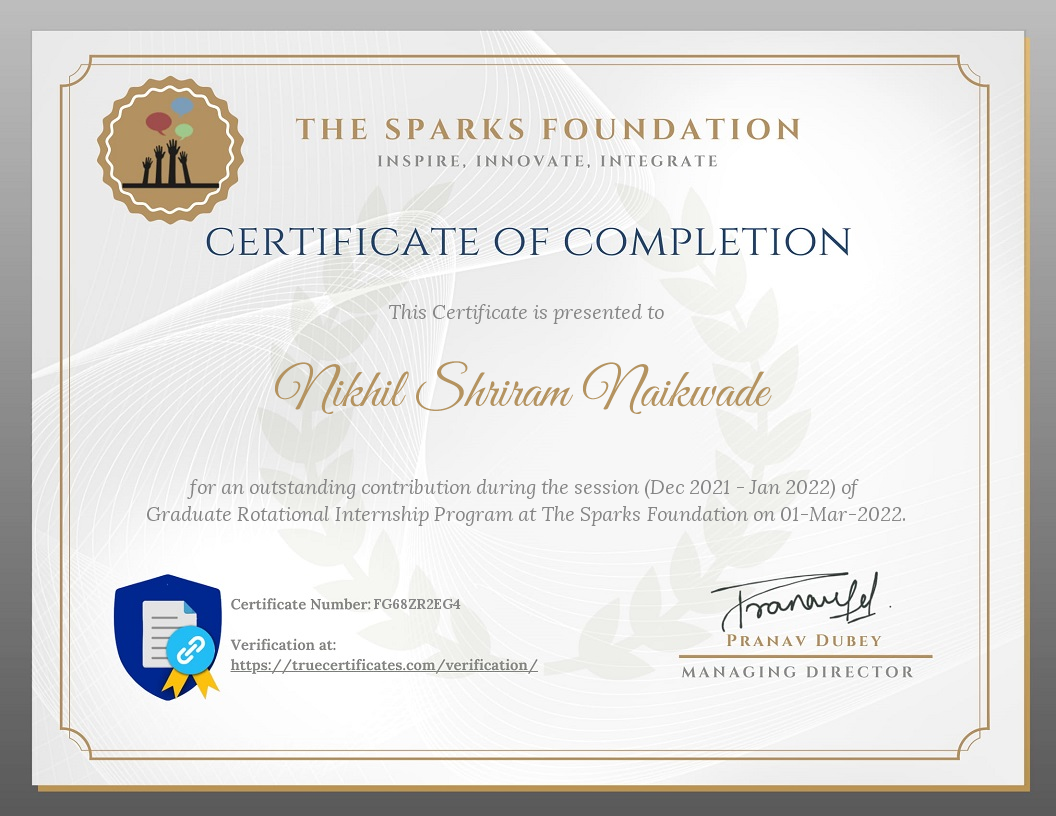 THE SPARKS FOUNDATION
INSPIRE, INNOVATE, INTEGRATE
CERTIFICATE OF COMPLETION
This Certificate is presented to
Nikhil Shriram Naikwade
for an outstanding contribution during the session (Dec 2021 - Jan 2022) of
Graduate Rotational Internship Program at The Sparks Foundation on 01-Mar-2022.
Certificate Number: FG68ZR2EG4
Verification at:
https://truecertificates.com/verification/
PRANAV DUBEY
MANAGING DIRECTOR